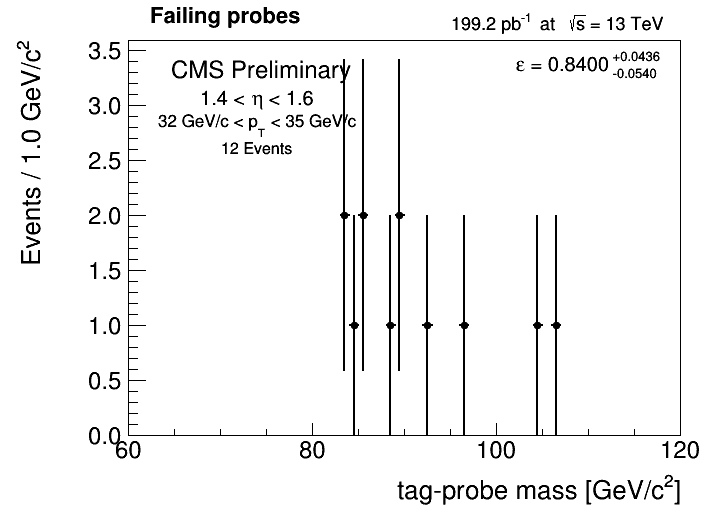 Failing probes
199.2 pb⁻¹ at √s = 13 TeV
CMS Preliminary
ε = 0.8400 +0.0436 -0.0540
1.4 < η < 1.6
32 GeV/c < p_T < 35 GeV/c
12 Events
Events / 1.0 GeV/c²
3.5
3.0
2.5
2.0
1.5
1.0
0.5
0.0
60 80 100 120
tag-probe mass [GeV/c²]